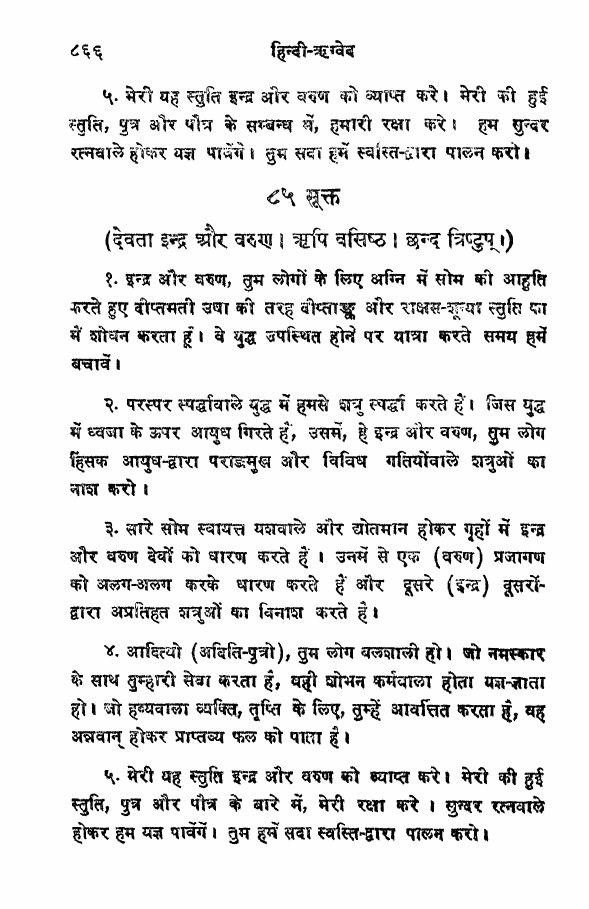 ८६६ हिन्दी-ऋग्वेद
५. मेरी यह स्तुति इन्द्र और वरुण को व्याप्त करे। मेरी की हुई
स्तुति, पुत्र और पौत्र के सम्बन्ध में, हमारी रक्षा करे। हम सुन्दर
रत्नवाले होकर यज्ञ पावेंगे। तुम सदा हमें स्वस्ति-द्वारा पालन करो।
८५ सूक्त
(देवता इन्द्र और वरुण। ऋषि वसिष्ठ। छन्द त्रिष्टुप्।)
१. इन्द्र और वरुण, तुम लोगों के लिए अग्नि में सोम की आहुति
करते हुए दीप्तमती उषा की तरह दीप्ताङ्ग और राक्षस-शून्या स्तुति का
मैं शोधन करता हूँ। वे युद्ध उपस्थित होने पर यात्रा करते समय हमें
बचावें।
२. परस्पर स्पर्द्धावाले युद्ध में हमसे शत्रु स्पर्द्धा करते हैं। जिस युद्ध
में ध्वजा के ऊपर आयुध गिरते हैं, उसमें, हे इन्द्र और वरुण, तुम लोग
हिंसक आयुध-द्वारा पराङमुख और विविध गतियोंवाले शत्रुओं का
नाश करो।
३. सारे सोम स्वायत्त यशवाले और द्योतमान होकर गृहों में इन्द्र
और वरुण देवों को धारण करते हैं। उनमें से एक (वरुण) प्रजागण
को अलग-अलग करके धारण करते हैं और दूसरे (इन्द्र) दूसरों-
द्वारा अप्रतिहत शत्रुओं का विनाश करते हैं।
४. आदित्यो (अदिति-पुत्रो), तुम लोग बलशाली हो। जो नमस्कार
के साथ तुम्हारी सेवा करता है, वही शोभन कर्मवाला होता यज्ञ-ज्ञाता
हो। जो हव्यवाला व्यक्ति, तृप्ति के लिए, तुम्हें आवर्त्तित करता है, वह
अन्नवान् होकर प्राप्तव्य फल को पाता है।
५. मेरी यह स्तुति इन्द्र और वरुण को व्याप्त करे। मेरी की हुई
स्तुति, पुत्र और पौत्र के बारे में, मेरी रक्षा करे। सुन्दर रत्नवाले
होकर हम यज्ञ पावेंगें। तुम हमें सदा स्वस्ति-द्वारा पालन करो।